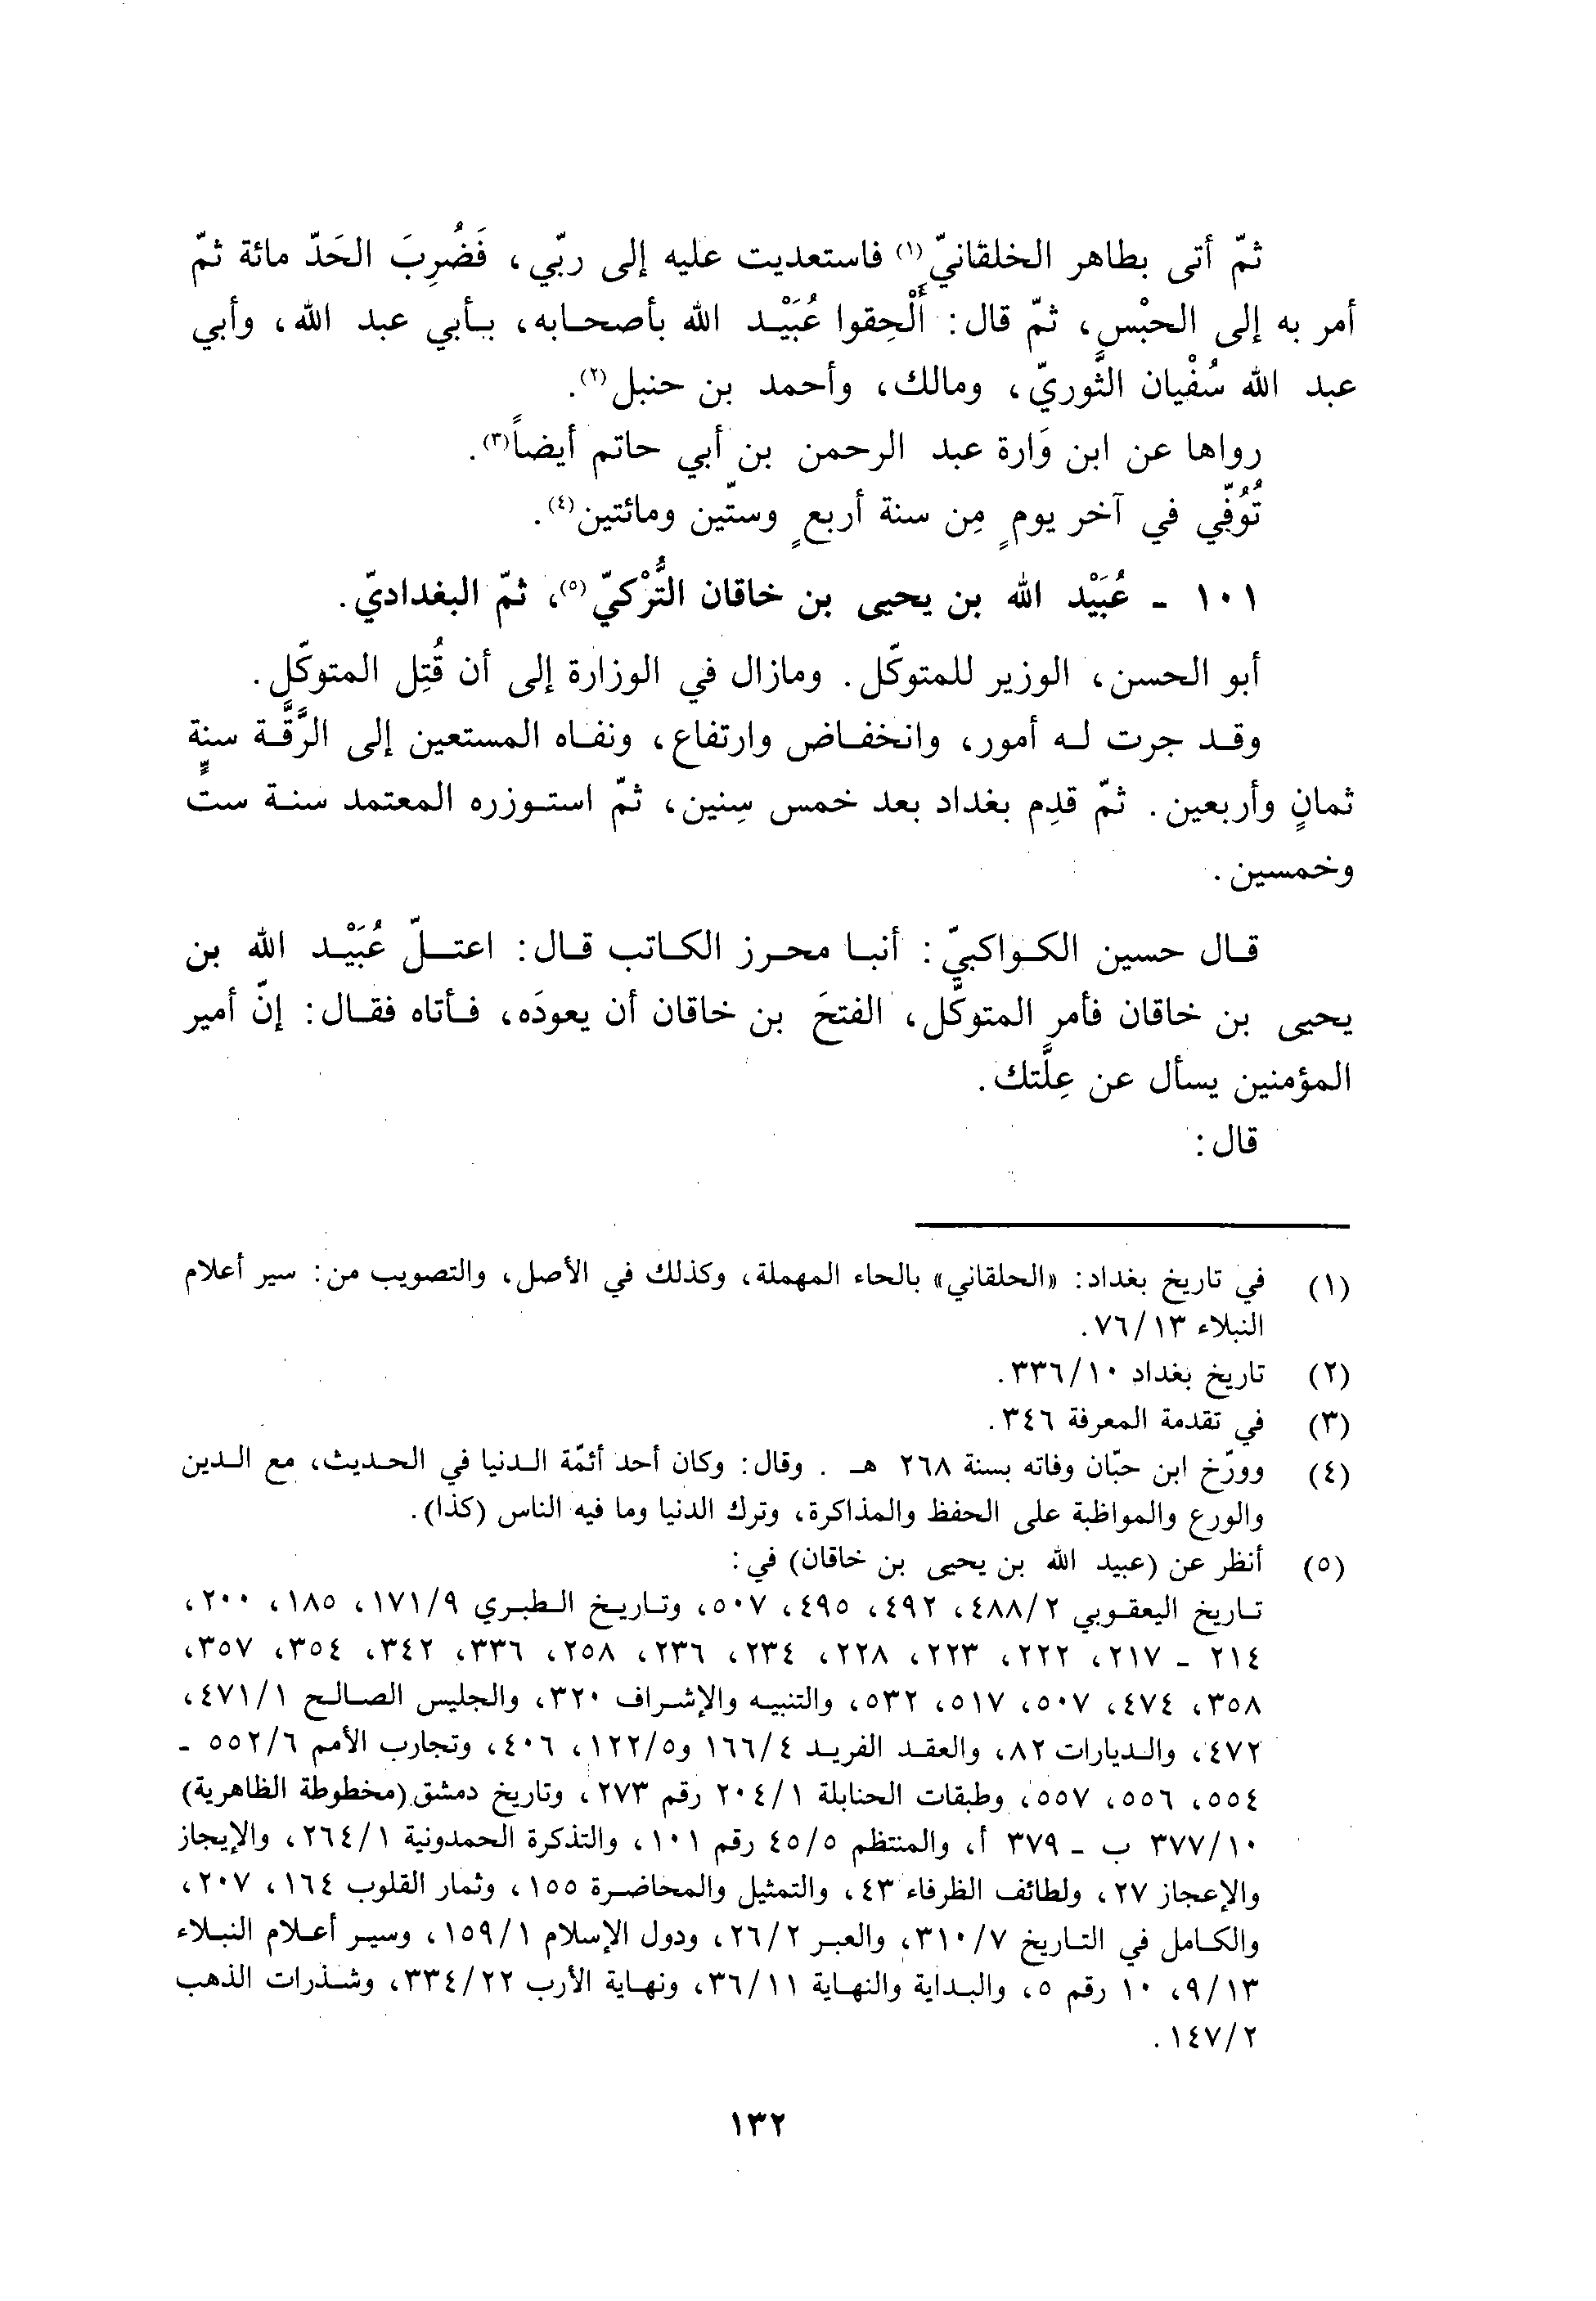 ثمّ أتى بطاهر الخلقانيّ(١) فاستعديت عليه إلى ربّي، فَضُرِبَ الحَدّ مائة ثمّ
أمر به إلى الحبْس، ثمّ قال: أَلْحِقوا عُبَيْد الله بأصحابه، بأبي عبد الله، وأبي
عبد الله سُفْيان الثَّوريّ، ومالك، وأحمد بن حنبل(٢).
رواها عن ابن وَارة عبد الرحمن بن أبي حاتم أيضاً(٣).
تُوُفّي في آخر يومٍ مِن سنة أربعٍ وستّين ومائتين(٤).
١٠١ - عُبَيْد الله بن يحيى بن خاقان التُّرْكيّ(٥)، ثمّ البغداديّ.
أبو الحسن، الوزير للمتوكّل. ومازال في الوزارة إلى أن قُتِل المتوكّل.
وقد جرت له أمور، وانخفاض وارتفاع، ونفاه المستعين إلى الرَّقَّة سنة
ثمانٍ وأربعين. ثمّ قدِم بغداد بعد خمس سِنين، ثمّ استوزره المعتمد سنة ستٍّ
وخمسين.
قال حسين الكواكبيّ: أنبا محرز الكاتب قال: اعتلّ عُبَيْد الله بن
يحيى بن خاقان فأمر المتوكّل، الفتحَ بن خاقان أن يعودَه، فأتاه فقال: إنّ أمير
المؤمنين يسأل عن عِلَّتك.
قال:
(١) في تاريخ بغداد: «الحلقاني» بالحاء المهملة، وكذلك في الأصل، والتصويب من: سير أعلام
النبلاء ٧٦/١٣.
(٢) تاريخ بغداد ٣٣٦/١٠.
(٣) في تقدمة المعرفة ٣٤٦.
(٤) وورّخ ابن حبّان وفاته بسنة ٢٦٨ هـ . وقال: وكان أحد أئمّة الدنيا في الحديث، مع الدين
والورع والمواظبة على الحفظ والمذاكرة، وترك الدنيا وما فيه الناس (كذا).
(٥) أنظر عن (عبيد الله بن يحيى بن خاقان) في:
تاريخ اليعقوبي ٤٨٨/٢، ٤٩٢، ٤٩٥، ٥٠٧، وتاريخ الطبري ١٧١/٩، ١٨٥، ٢٠٠،
٢١٤ - ٢١٧، ٢٢٢، ٢٢٣، ٢٢٨، ٢٣٤، ٢٣٦، ٢٥٨، ٣٣٦، ٣٤٢، ٣٥٤، ٣٥٧،
٣٥٨، ٤٧٤، ٥٠٧، ٥١٧، ٥٣٢، والتنبيه والإشراف ٣٢٠، والجليس الصالح ٤٧١/١،
٤٧٢، والديارات ٨٢، والعقد الفريد ١٦٦/٤ و١٢٢/٥، ٤٠٦، وتجارب الأمم ٥٥٢/٦ -
٥٥٤، ٥٥٦، ٥٥٧، وطبقات الحنابلة ٢٠٤/١ رقم ٢٧٣، وتاريخ دمشق (مخطوطة الظاهرية)
٣٧٧/١٠ ب - ٣٧٩ أ، والمنتظم ٤٥/٥ رقم ١٠١، والتذكرة الحمدونية ٢٦٤/١، والإيجاز
والإعجاز ٢٧، ولطائف الظرفاء ٤٣، والتمثيل والمحاضرة ١٥٥، وثمار القلوب ١٦٤، ٢٠٧،
والكامل في التاريخ ٣١٠/٧، والعبر ٢٦/٢، ودول الإسلام ١٥٩/١، وسير أعلام النبلاء
٩/١٣، ١٠ رقم ٥، والبداية والنهاية ٣٦/١١، ونهاية الأرب ٣٣٤/٢٢، وشذرات الذهب
١٤٧/٢.
١٣٢